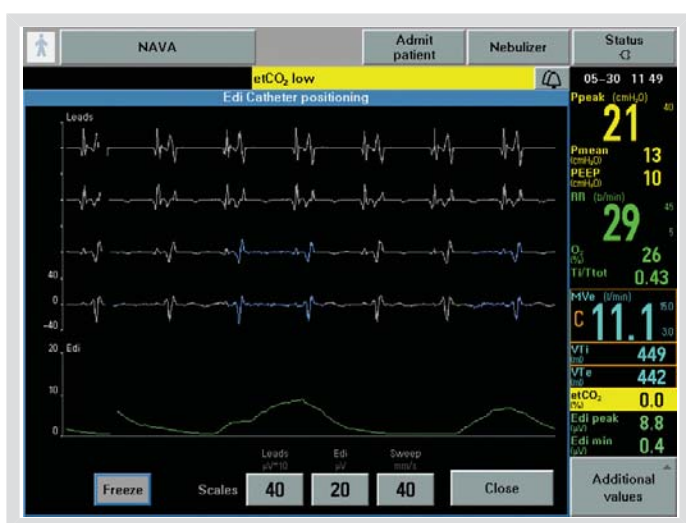 NAVA
Admit patient
Nebulizer
Status
etCO₂ low
05-30 11 49
Edi Catheter positioning
Leads
40
0
-40
20 Edi
10
0
Leads Edi Sweep
µV*10 µV mm/s
Freeze Scales 40 20 40 Close
Ppeak (cmH₂O)
21 40
Pmean
(cmH₂O) 13
PEEP
(cmH₂O) 10
RR (b/min)
29 45
5
O₂
(%) 26
Ti/Ttot
0.43
MVe (l/min)
C 11.1 15.0
3.0
VTi
(ml) 449
VTe
(ml) 442
etCO₂
(%) 0.0
Edi peak
(µV) 8.8
Edi min
(µV) 0.4
Additional
values